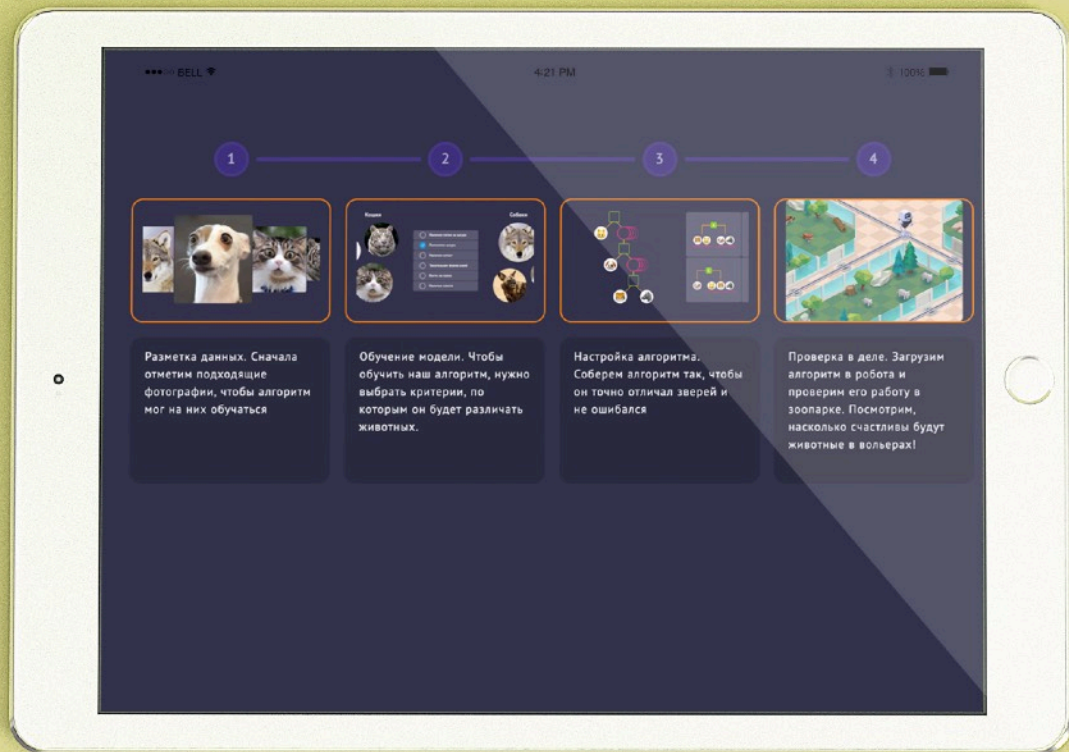 BELL
4:21 PM
100%
1
2
3
4
Кошки
Собаки
Разметка данных. Сначала
отметим подходящие
фотографии, чтобы алгоритм
мог на них обучаться
Обучение модели. Чтобы
обучить наш алгоритм, нужно
выбрать критерии, по
которым он будет различать
животных.
Настройка алгоритма.
Соберем алгоритм так, чтобы
он точно отличал зверей и
не ошибался
Проверка в деле. Загрузим
алгоритм в робота и
проверим его работу в
зоопарке. Посмотрим,
насколько счастливы будут
животные в вольерах!